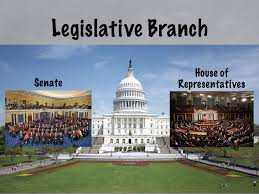 Legislative Branch
Senate
House of
Representatives